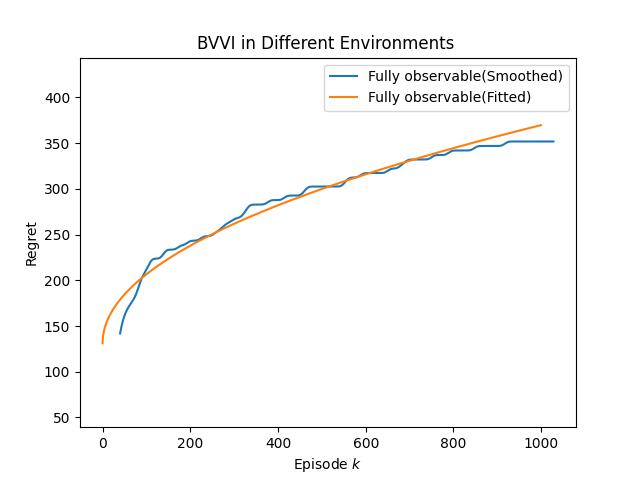 BVVI in Different Environments
Fully observable(Smoothed)
Fully observable(Fitted)
400
350
300
250
200
150
100
50
Regret
0 200 400 600 800 1000
Episode k